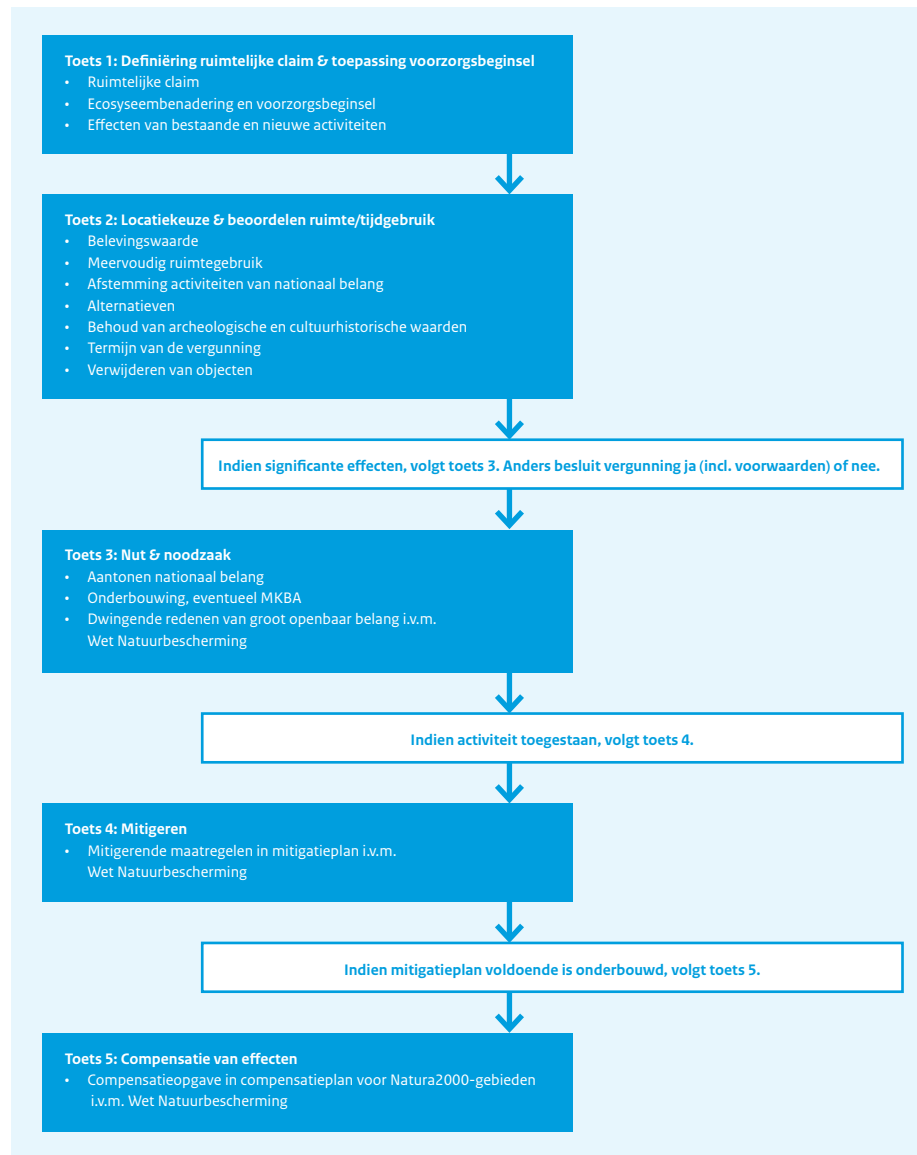 Toets 1: Definiëring ruimtelijke claim & toepassing voorzorgsbeginsel
• Ruimtelijke claim
• Ecosyseembenadering en voorzorgsbeginsel
• Effecten van bestaande en nieuwe activiteiten
Toets 2: Locatiekeuze & beoordelen ruimte/tijdgebruik
• Belevingswaarde
• Meervoudig ruimtegebruik
• Afstemming activiteiten van nationaal belang
• Alternatieven
• Behoud van archeologische en cultuurhistorische waarden
• Termijn van de vergunning
• Verwijderen van objecten
Indien significante effecten, volgt toets 3. Anders besluit vergunning ja (incl. voorwaarden) of nee.
Toets 3: Nut & noodzaak
• Aantonen nationaal belang
• Onderbouwing, eventueel MKBA
• Dwingende redenen van groot openbaar belang i.v.m.
Wet Natuurbescherming
Indien activiteit toegestaan, volgt toets 4.
Toets 4: Mitigeren
• Mitigerende maatregelen in mitigatieplan i.v.m.
Wet Natuurbescherming
Indien mitigatieplan voldoende is onderbouwd, volgt toets 5.
Toets 5: Compensatie van effecten
• Compensatieopgave in compensatieplan voor Natura2000-gebieden
i.v.m. Wet Natuurbescherming